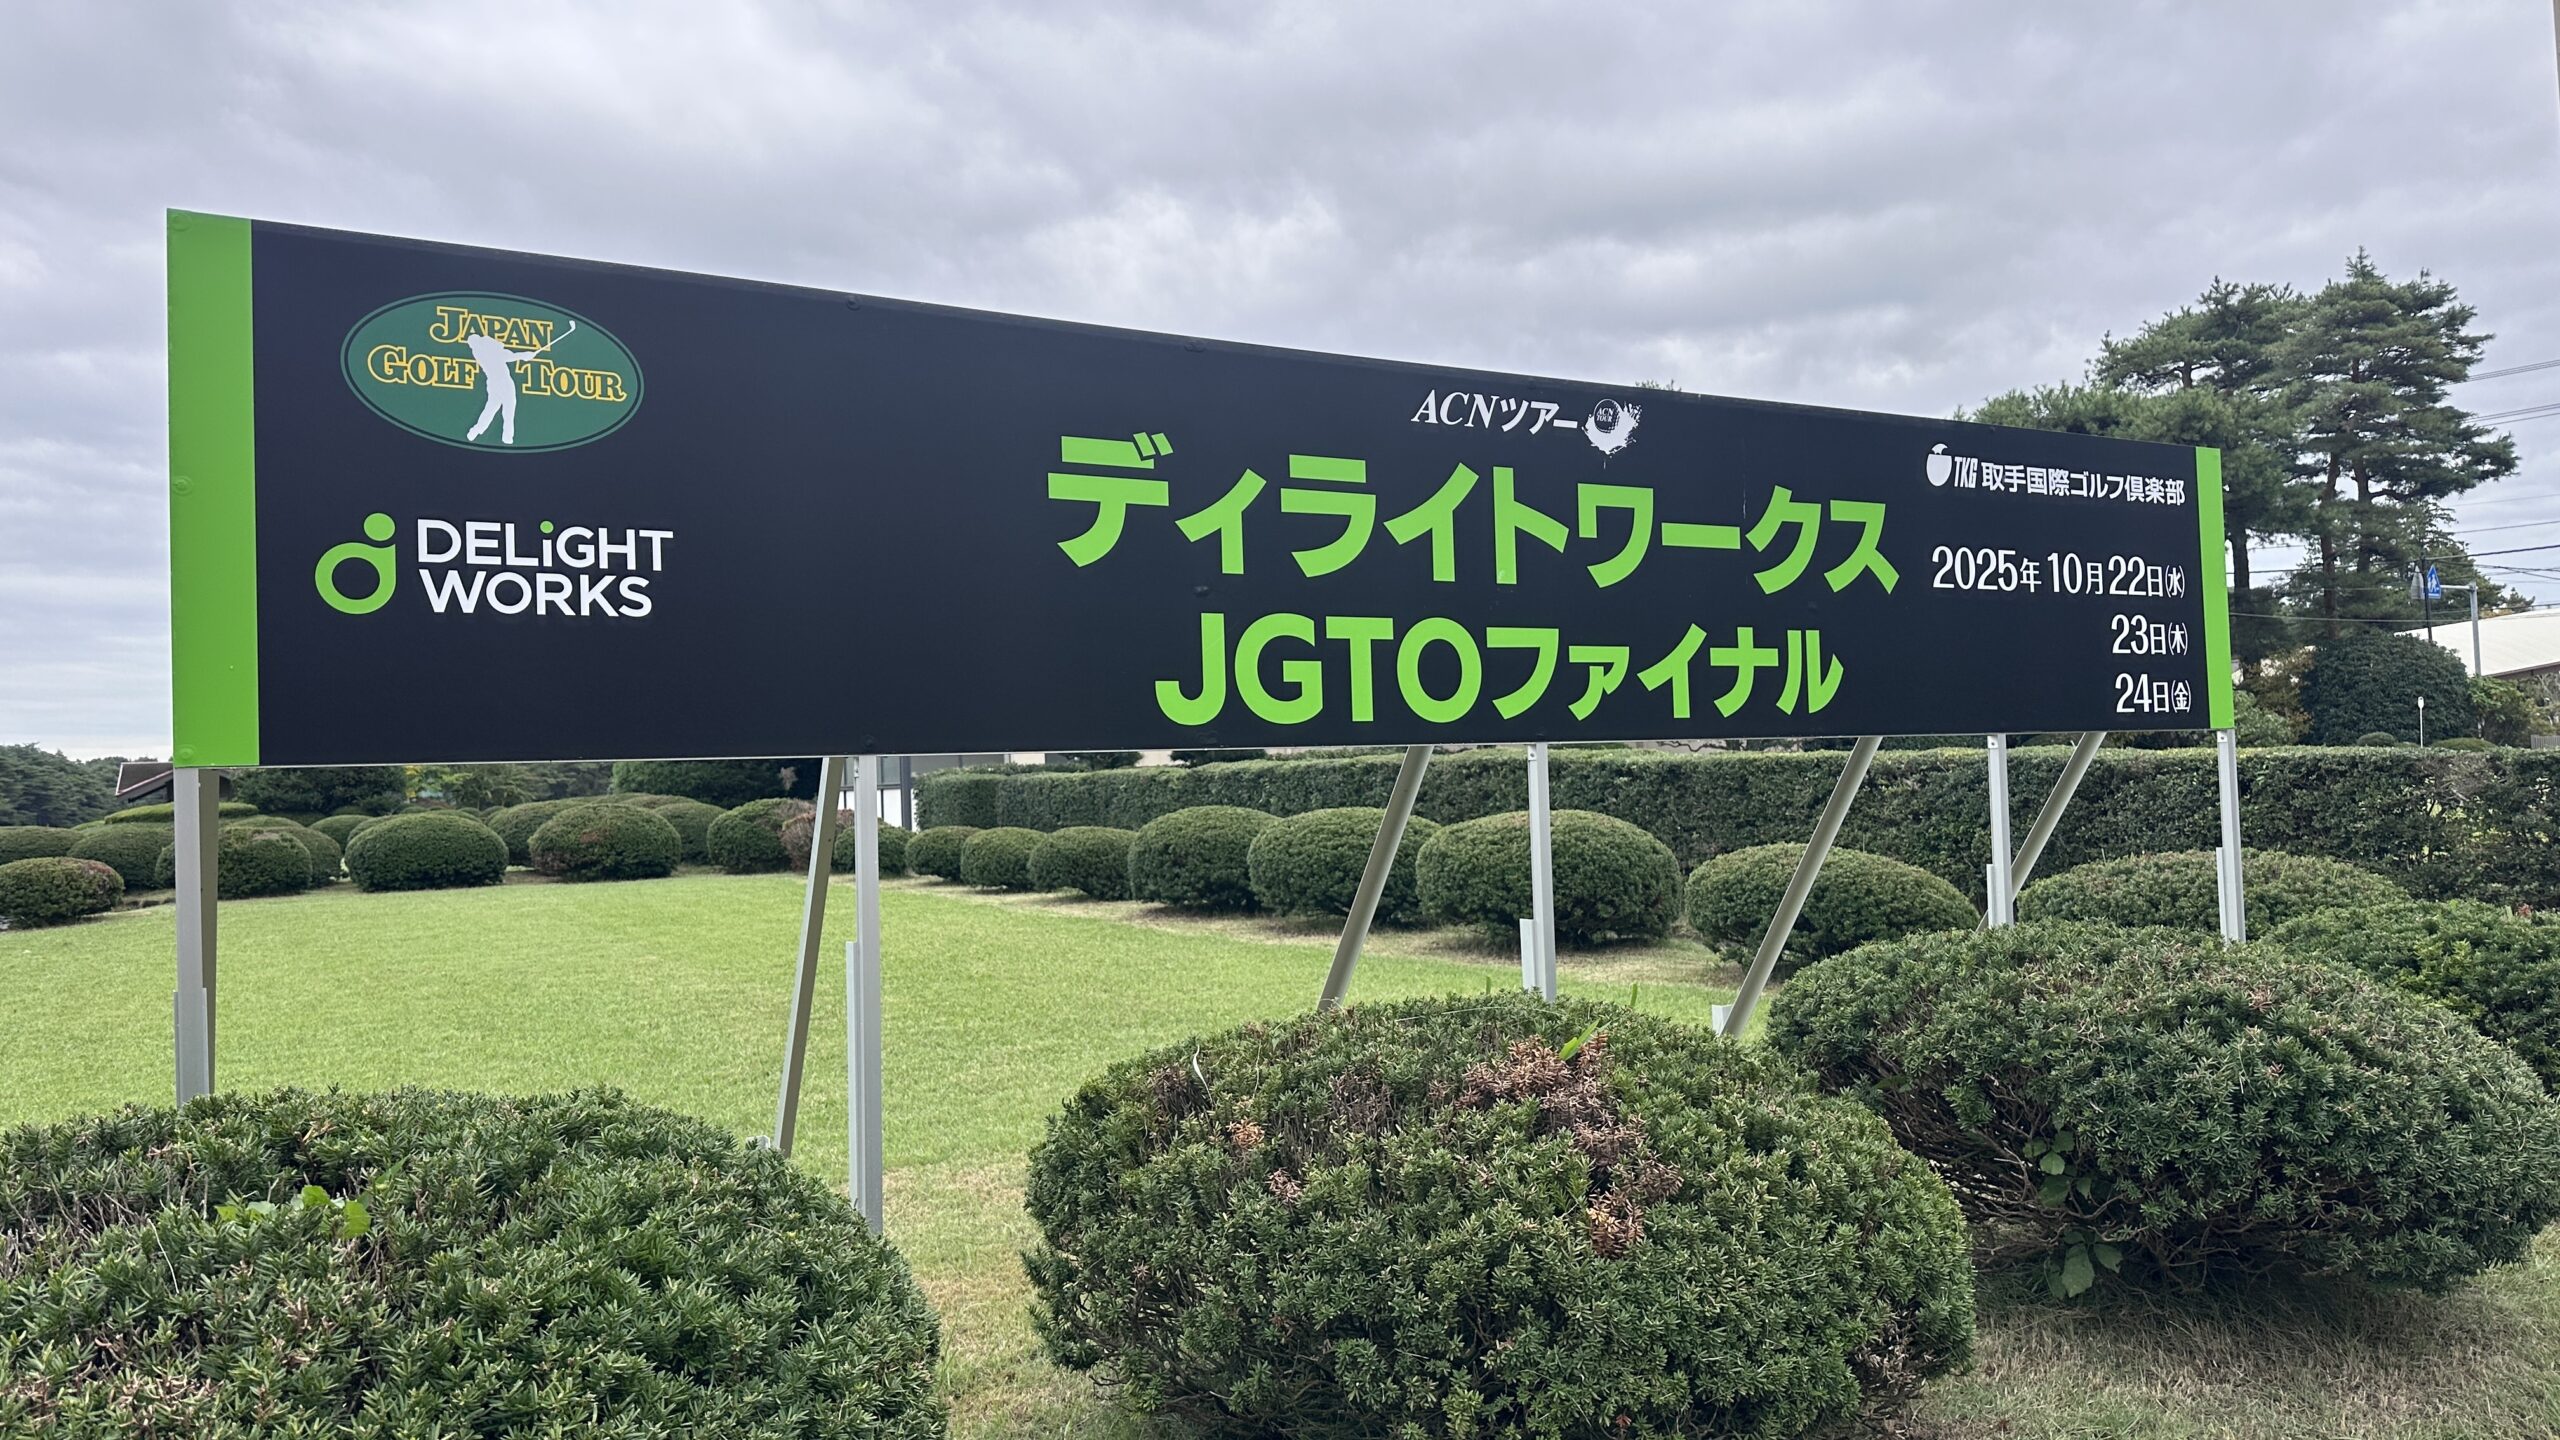 JAPAN
GOLF TOUR
DELiGHT
WORKS
ACNツアー
ACN
TOUR
ディライトワークス
JGTOファイナル
TKG 取手国際ゴルフ倶楽部
2025年10月22日(水)
23日(木)
24日(金)